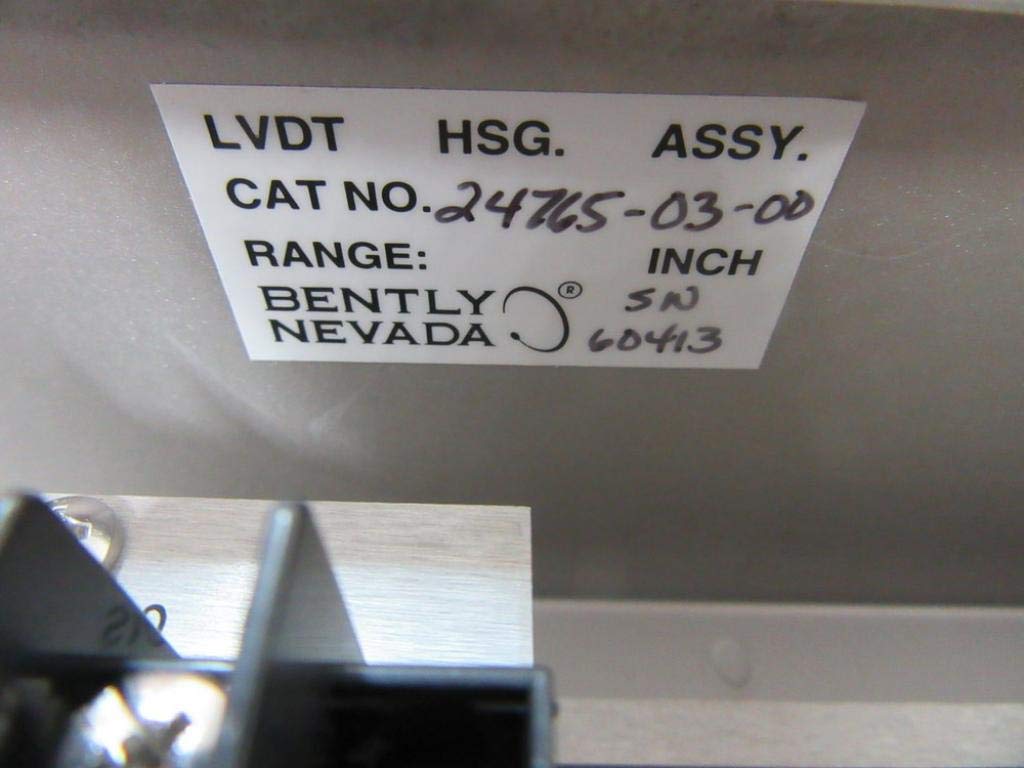 LVDT HSG. ASSY.
CAT NO. 24765-03-00
RANGE: INCH
BENTLY NEVADA ® SN 60413